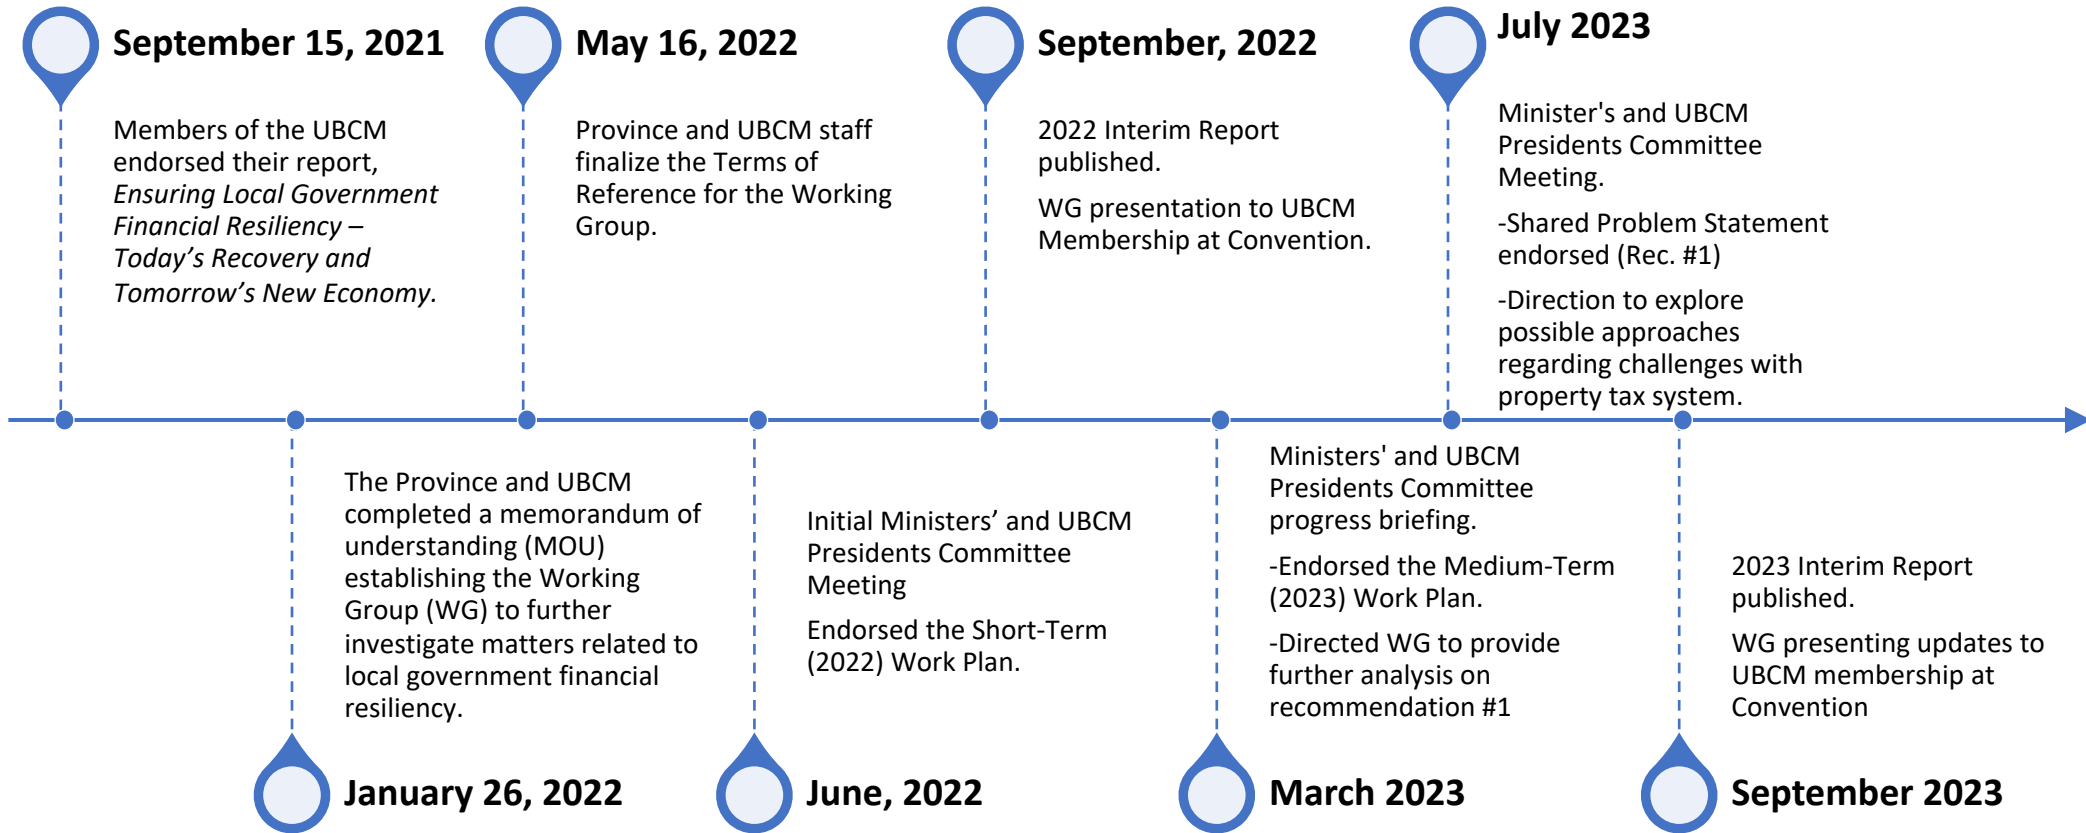 September 15, 2021
Members of the UBCM
endorsed their report,
Ensuring Local Government
Financial Resiliency –
Today’s Recovery and
Tomorrow’s New Economy.
January 26, 2022
The Province and UBCM
completed a memorandum of
understanding (MOU)
establishing the Working
Group (WG) to further
investigate matters related to
local government financial
resiliency.
May 16, 2022
Province and UBCM staff
finalize the Terms of
Reference for the Working
Group.
June, 2022
Initial Ministers’ and UBCM
Presidents Committee
Meeting
Endorsed the Short-Term
(2022) Work Plan.
September, 2022
2022 Interim Report
published.
WG presentation to UBCM
Membership at Convention.
March 2023
Ministers' and UBCM
Presidents Committee
progress briefing.
-Endorsed the Medium-Term
(2023) Work Plan.
-Directed WG to provide
further analysis on
recommendation #1
July 2023
Minister's and UBCM
Presidents Committee
Meeting.
-Shared Problem Statement
endorsed (Rec. #1)
-Direction to explore
possible approaches
regarding challenges with
property tax system.
September 2023
2023 Interim Report
published.
WG presenting updates to
UBCM membership at
Convention